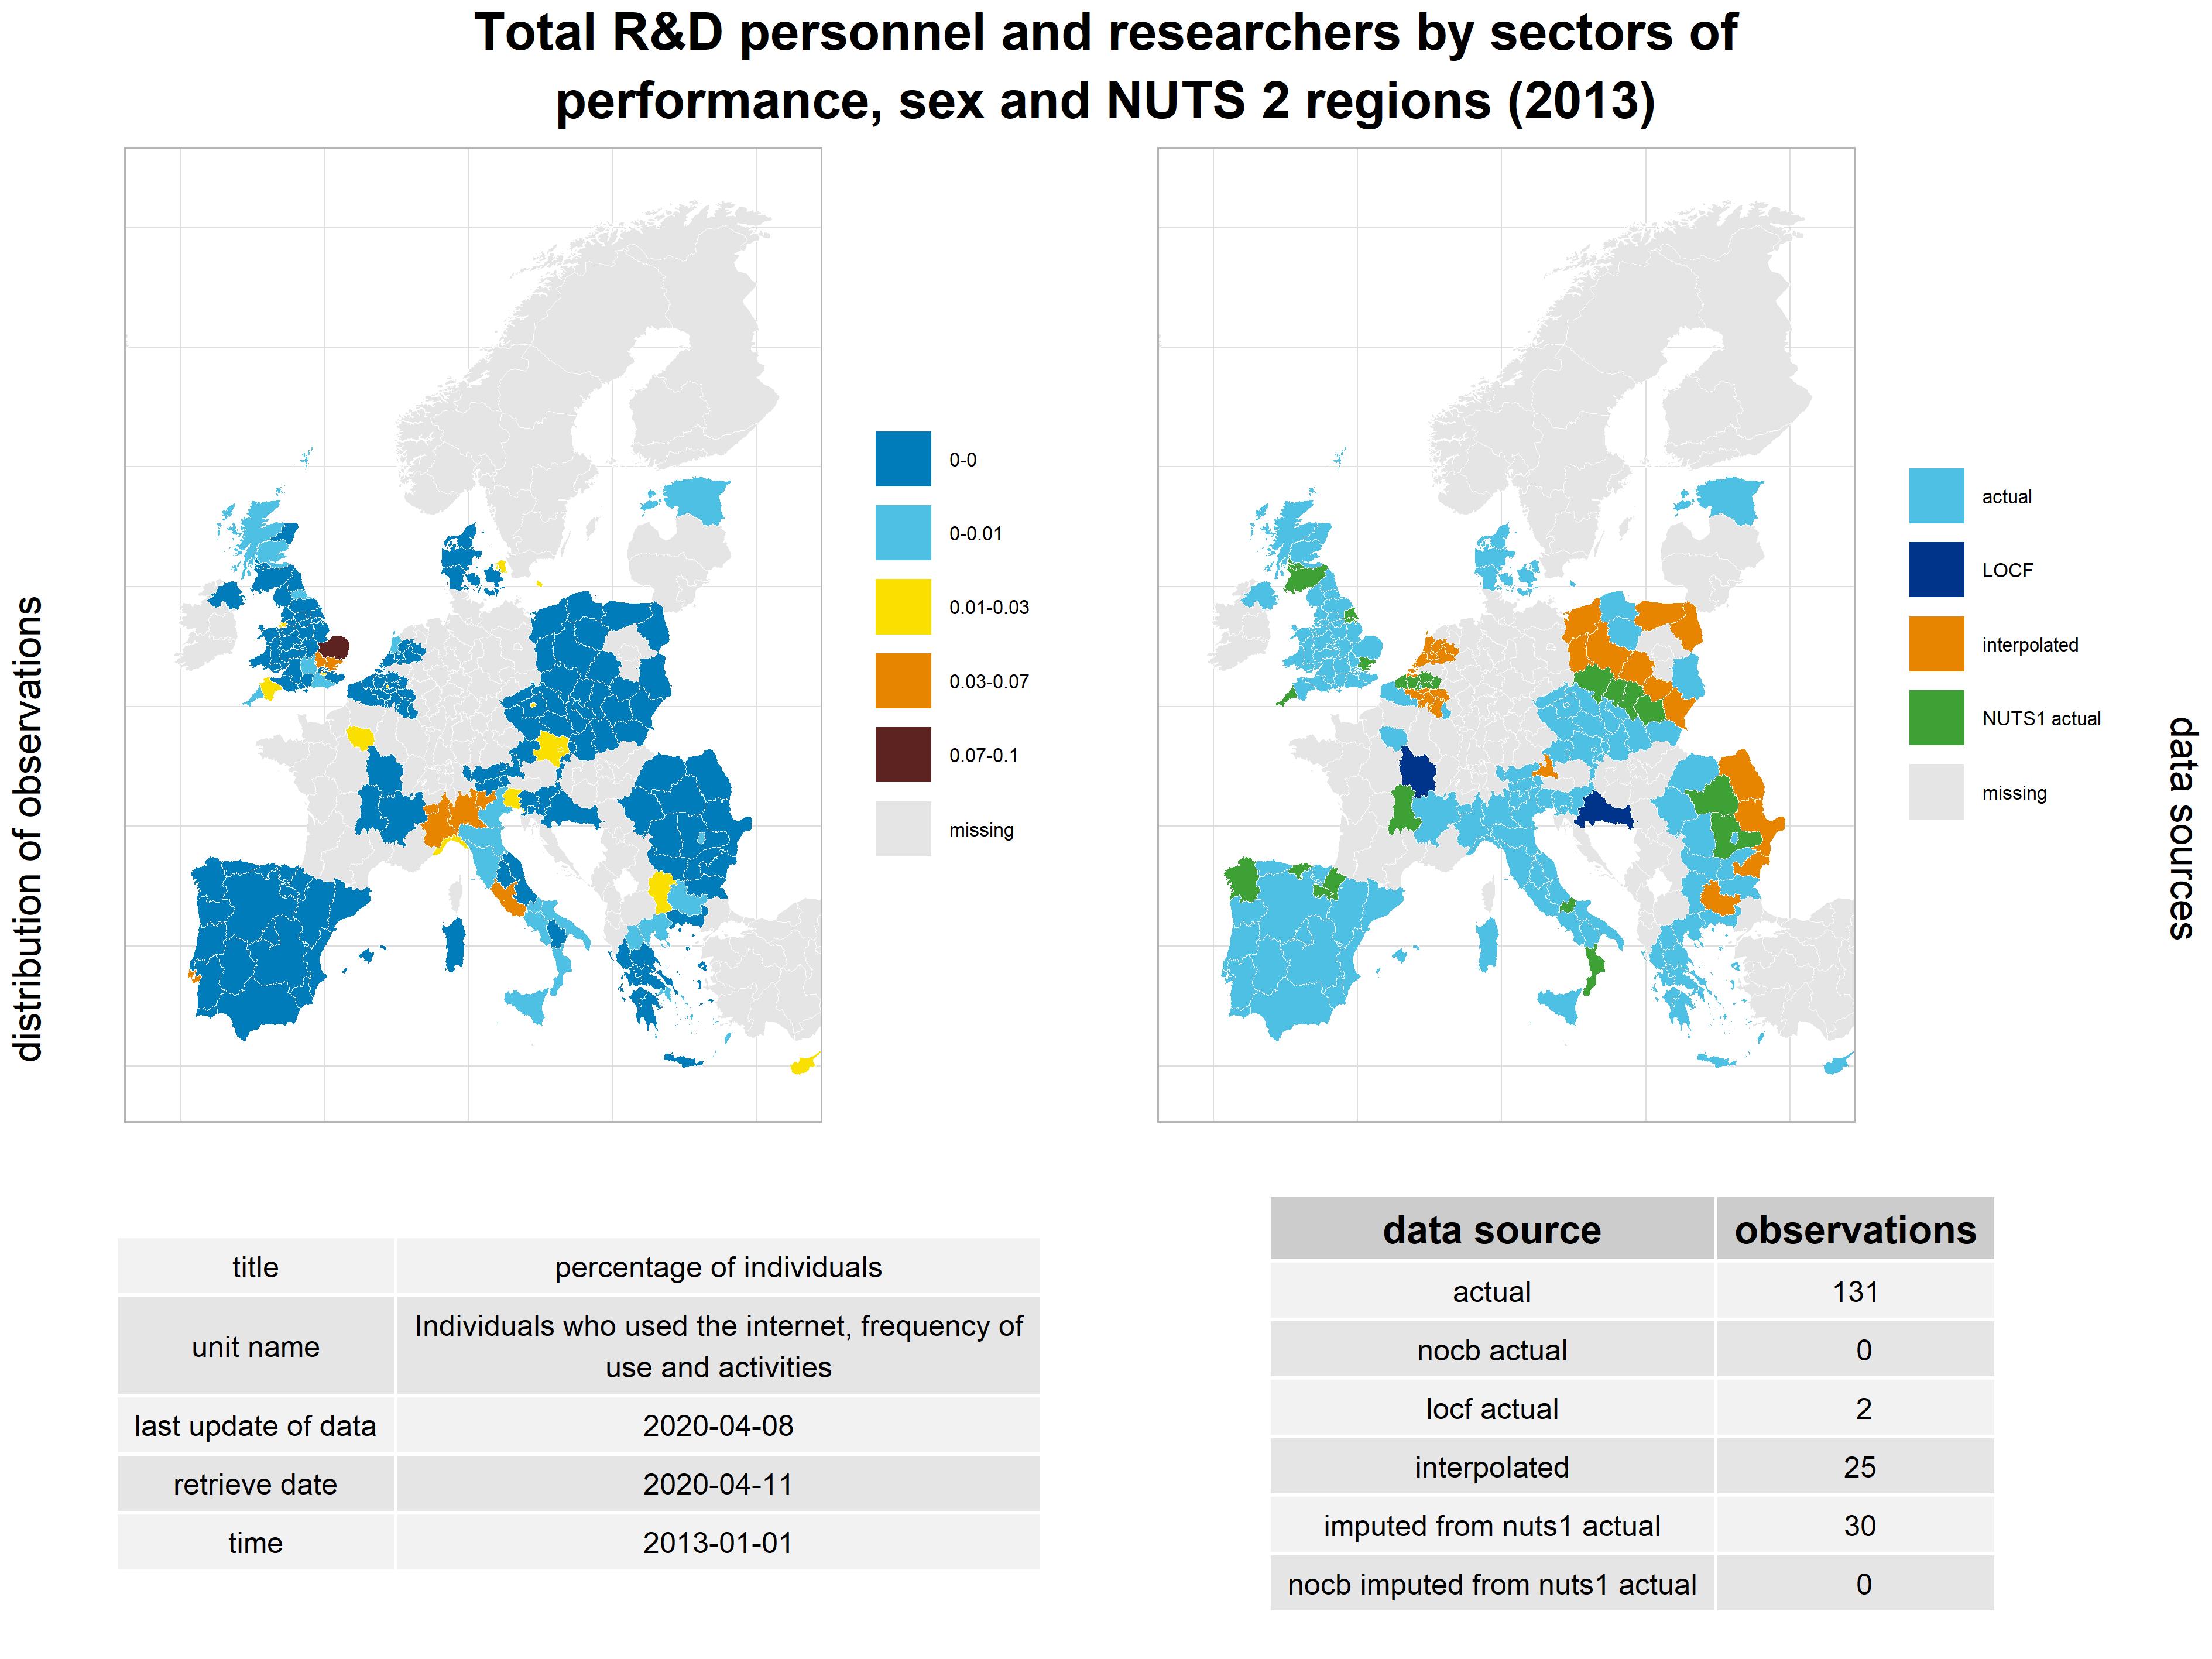 Total R&D personnel and researchers by sectors of
performance, sex and NUTS 2 regions (2013)
distribution of observations
0-0
0-0.01
0.01-0.03
0.03-0.07
0.07-0.1
missing
actual
LOCF
interpolated
NUTS1 actual
missing
data sources
title percentage of individuals
unit name Individuals who used the internet, frequency of
use and activities
last update of data 2020-04-08
retrieve date 2020-04-11
time 2013-01-01
data source observations
actual 131
nocb actual 0
locf actual 2
interpolated 25
imputed from nuts1 actual 30
nocb imputed from nuts1 actual 0